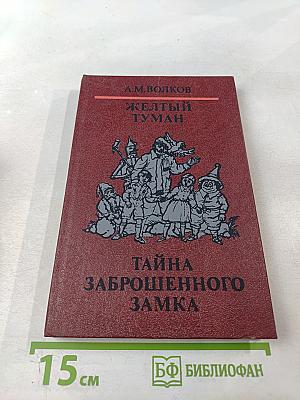 А.М.ВОЛКОВ
ЖЕЛТЫЙ
ТУМАН
ТАЙНА
ЗАБРОШЕННОГО
ЗАМКА
15 см
БФ БИБЛИОФАН